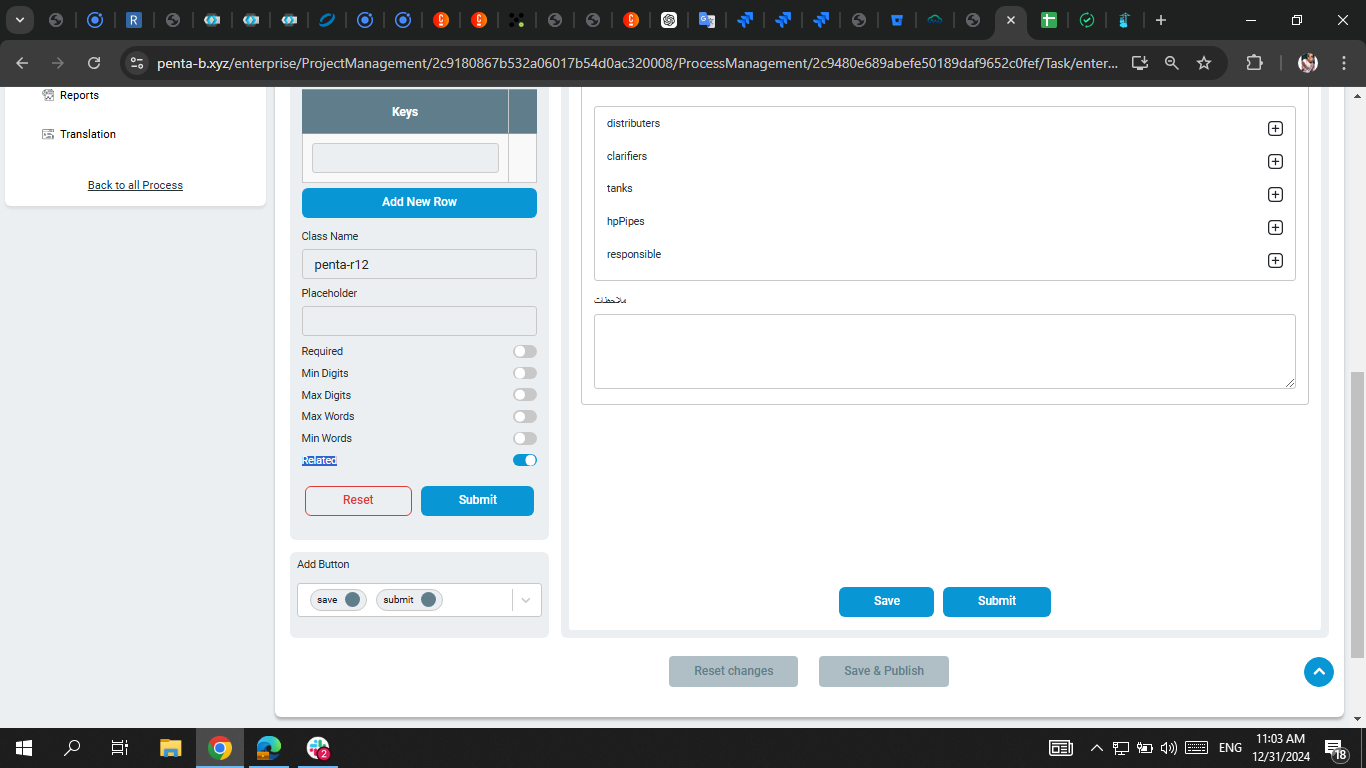 penta-b.xyz/enterprise/ProjectManagement/2c9180867b532a06017b54d0ac320008/ProcessManagement/2c9480e689abefe50189daf9652c0fef/Task/enter...
Reports
Translation
Back to all Process
Keys
Add New Row
Class Name
penta-r12
Placeholder
Required
Min Digits
Max Digits
Max Words
Min Words
Related
Reset
Submit
Add Button
save
submit
distributers
clarifiers
tanks
hpPipes
responsible
ملاحظات
Save
Submit
Reset changes
Save & Publish
ENG
11:03 AM
12/31/2024
2
18